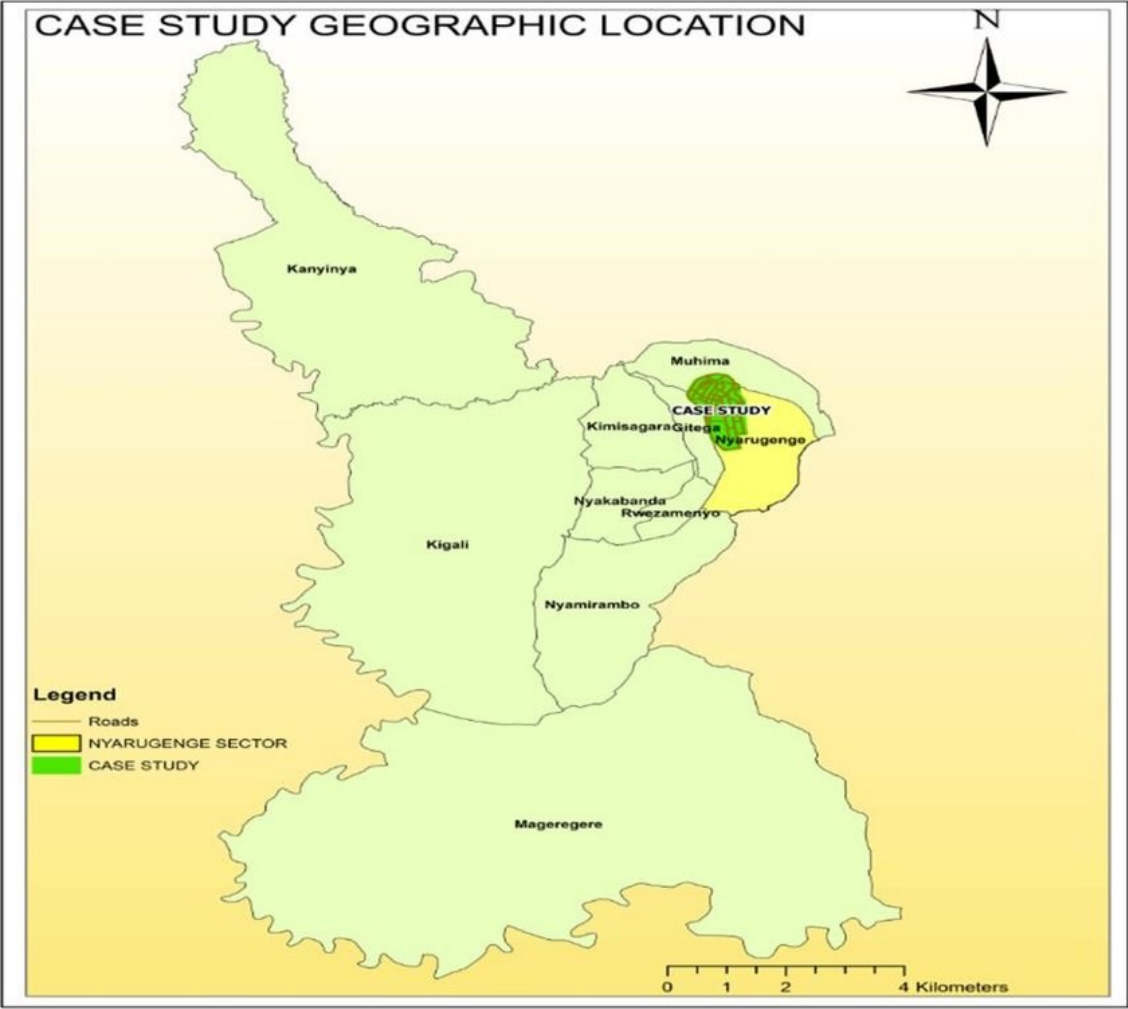 CASE STUDY GEOGRAPHIC LOCATION
N
Kanyinya
Muhima
CASE STUDY
Kimisagara
Gitega
Nyarugenge
Nyakabanda
Rwezamenyo
Kigali
Nyamirambo
Legend
Roads
NYARUGENGE SECTOR
CASE STUDY
Mageregere
0 1 2 4 Kilometers